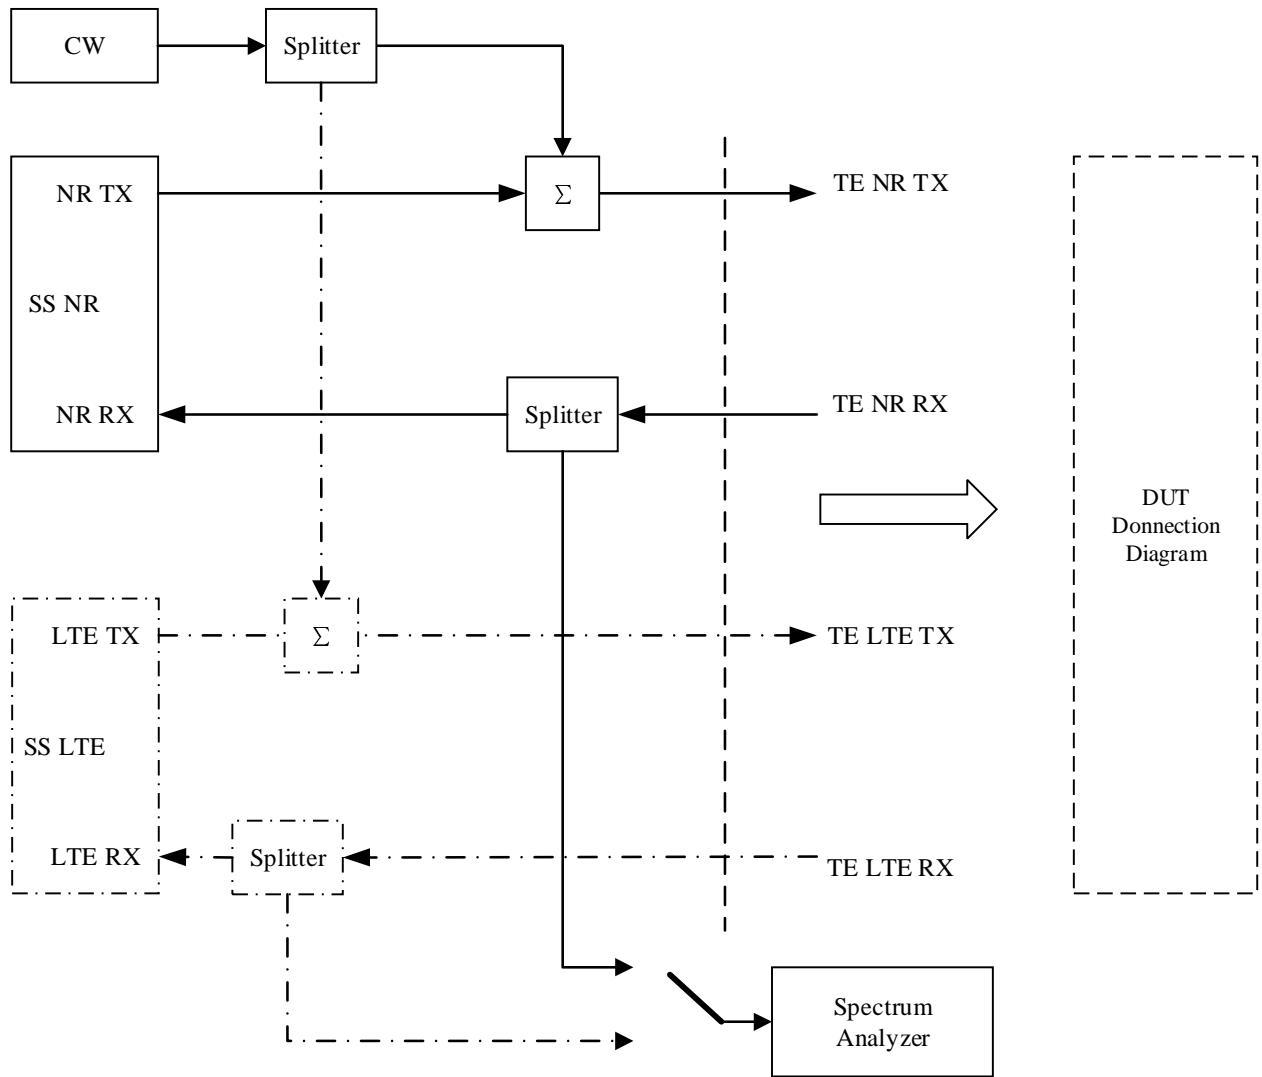 CW
Splitter
NR TX
Σ
TE NR TX
SS NR
NR RX
Splitter
TE NR RX
DUT
Donnection
Diagram
LTE TX
Σ
TE LTE TX
SS LTE
LTE RX
Splitter
TE LTE RX
Spectrum
Analyzer